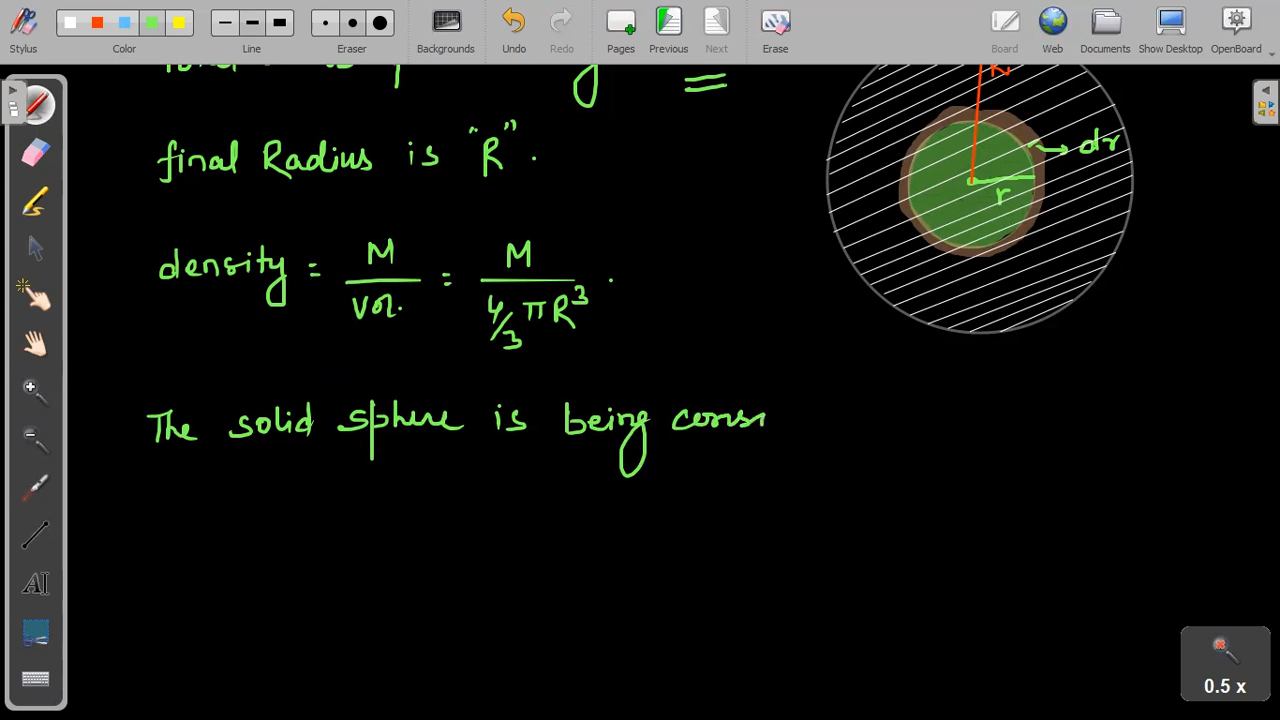 Stylus Color Line Eraser Backgrounds Undo Redo Pages Previous Next Erase Board Web Documents Show Desktop OpenBoard
R
final Radius is "R".
dr
r
density = M/Vol. = M/(4/3 πR³).
The solid sphere is being cons
0.5 x